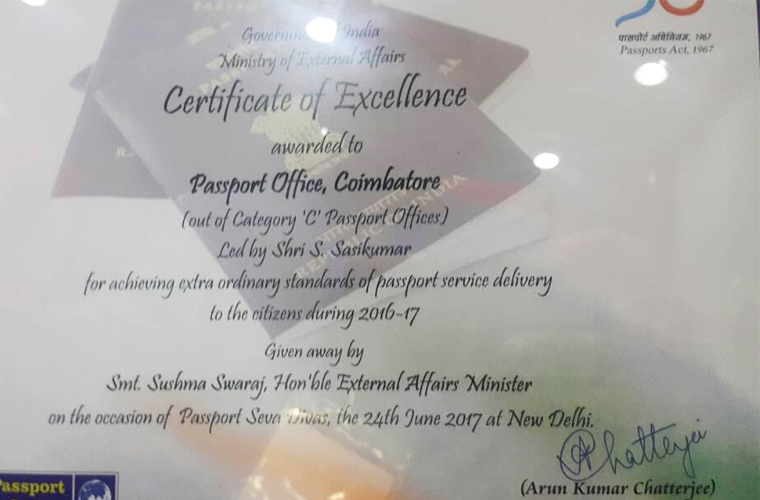 पासपोर्ट अधिनियम, 1967
Passports Act, 1967
Government of India
Ministry of External Affairs
Certificate of Excellence
awarded to
Passport Office, Coimbatore
(out of Category 'C' Passport Offices)
Led by Shri S. Sasikumar
for achieving extra ordinary standards of passport service delivery
to the citizens during 2016-17
Given away by
Smt. Sushma Swaraj, Hon'ble External Affairs Minister
on the occasion of Passport Seva Divas, the 24th June 2017 at New Delhi.
Chatterjee
(Arun Kumar Chatterjee)
Passport
REPUBLIC OF INDIA